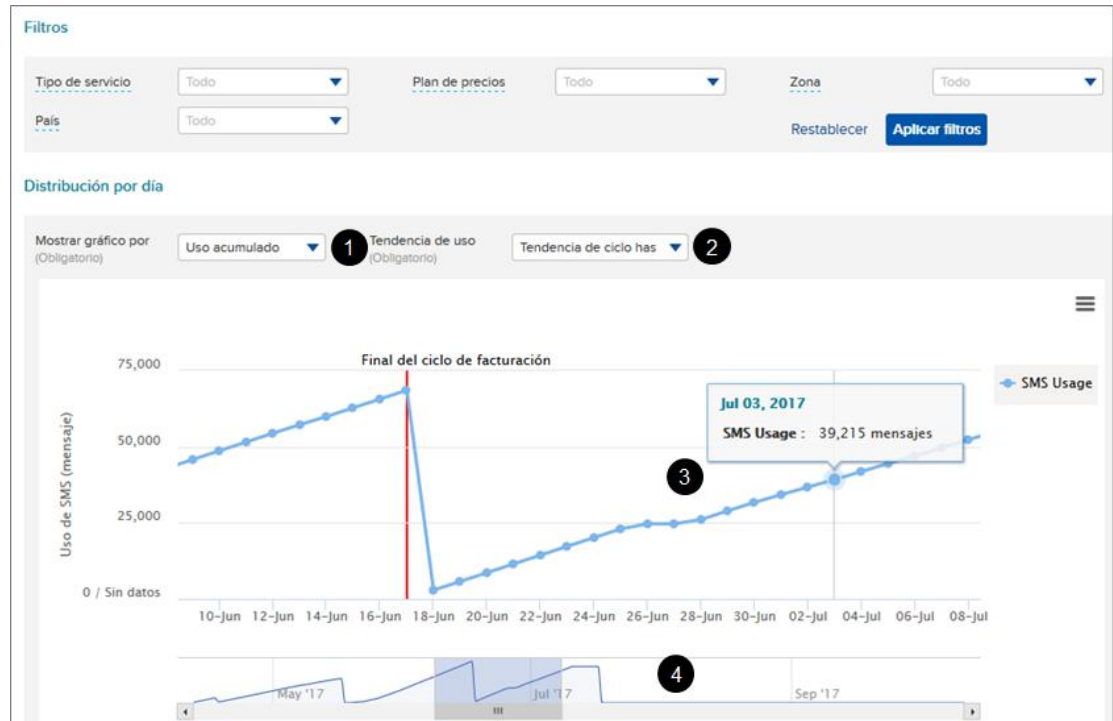 Filtros
Tipo de servicio Todo Plan de precios Todo Zona Todo
País Todo Restablecer Aplicar filtros
Distribución por día
Mostrar gráfico por (Obligatorio) Uso acumulado 1 Tendencia de uso (Obligatorio) Tendencia de ciclo has 2
Final del ciclo de facturación
75,000
50,000
25,000
0 / Sin datos
Uso de SMS (mensaje)
SMS Usage
Jul 03, 2017
SMS Usage : 39,215 mensajes
3
10-Jun 12-Jun 14-Jun 16-Jun 18-Jun 20-Jun 22-Jun 24-Jun 26-Jun 28-Jun 30-Jun 02-Jul 04-Jul 06-Jul 08-Jul
4
May '17 Jul '17 Sep '17